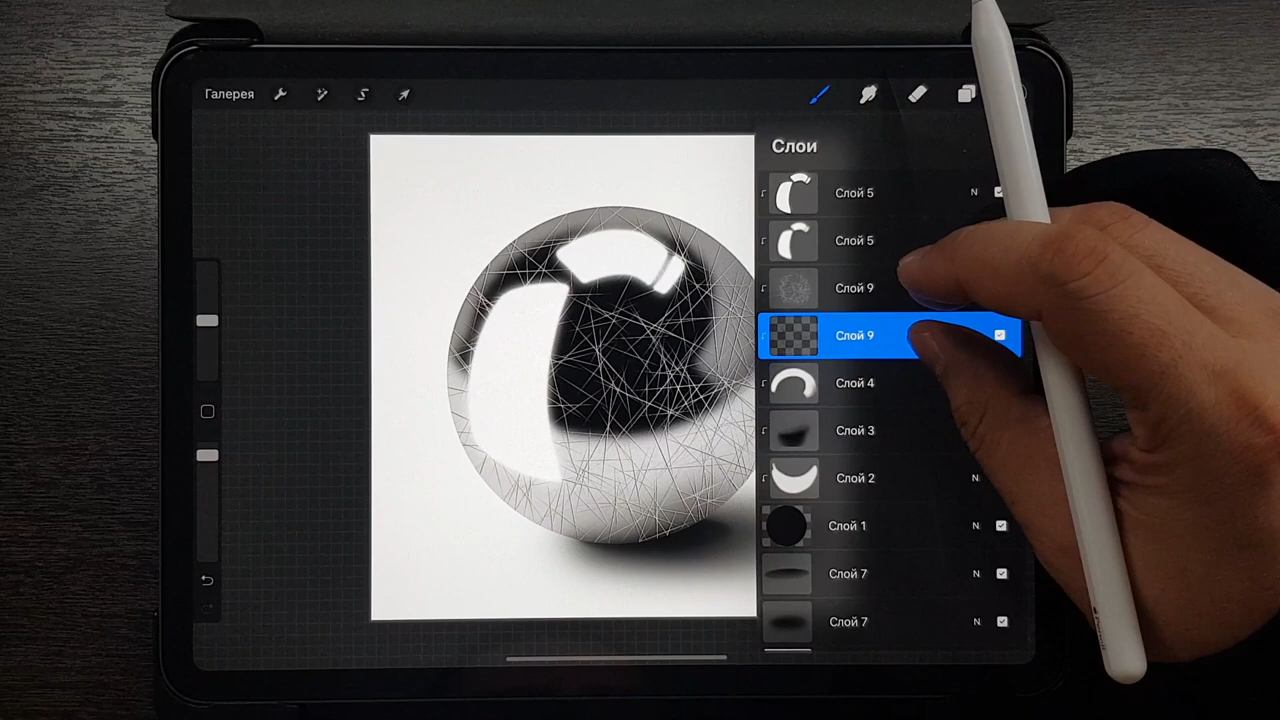 Галерея
Слои
Слой 5 N
Слой 5
Слой 9
Слой 9
Слой 4
Слой 3
Слой 2 N
Слой 1 N
Слой 7 N
Слой 7 N